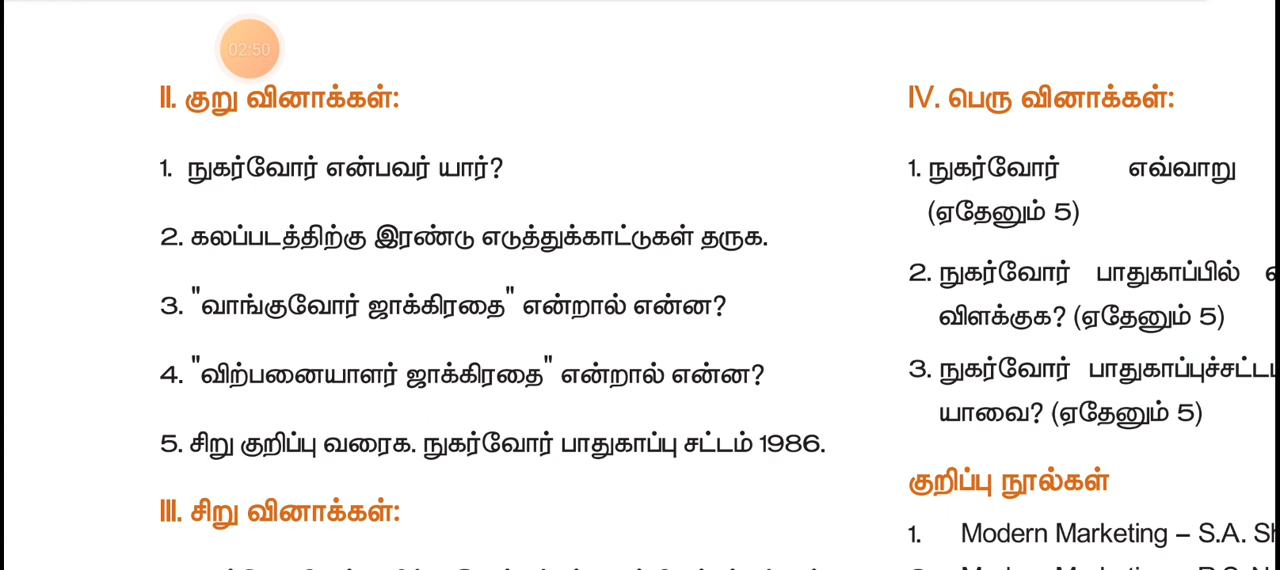 02:50
II. குறு வினாக்கள்:
1. நுகர்வோர் என்பவர் யார்?
2. கலப்படத்திற்கு இரண்டு எடுத்துக்காட்டுகள் தருக.
3. "வாங்குவோர் ஜாக்கிரதை" என்றால் என்ன?
4. "விற்பனையாளர் ஜாக்கிரதை" என்றால் என்ன?
5. சிறு குறிப்பு வரைக. நுகர்வோர் பாதுகாப்பு சட்டம் 1986.
III. சிறு வினாக்கள்:
IV. பெரு வினாக்கள்:
1. நுகர்வோர் எவ்வாறு
(ஏதேனும் 5)
2. நுகர்வோர் பாதுகாப்பில்
விளக்குக? (ஏதேனும் 5)
3. நுகர்வோர்
யாவை? (ஏதேனும் 5)
குறிப்பு நூல்கள்
1. Modern Marketing – S.A.